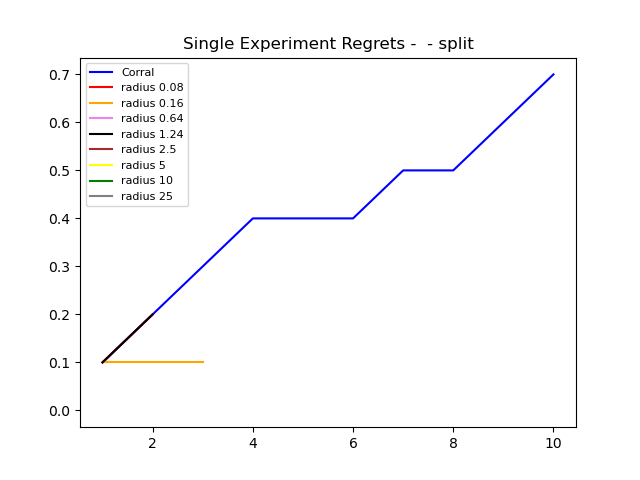 Single Experiment Regrets -  - split
Corral
radius 0.08
radius 0.16
radius 0.64
radius 1.24
radius 2.5
radius 5
radius 10
radius 25
0.7
0.6
0.5
0.4
0.3
0.2
0.1
0.0
2 4 6 8 10